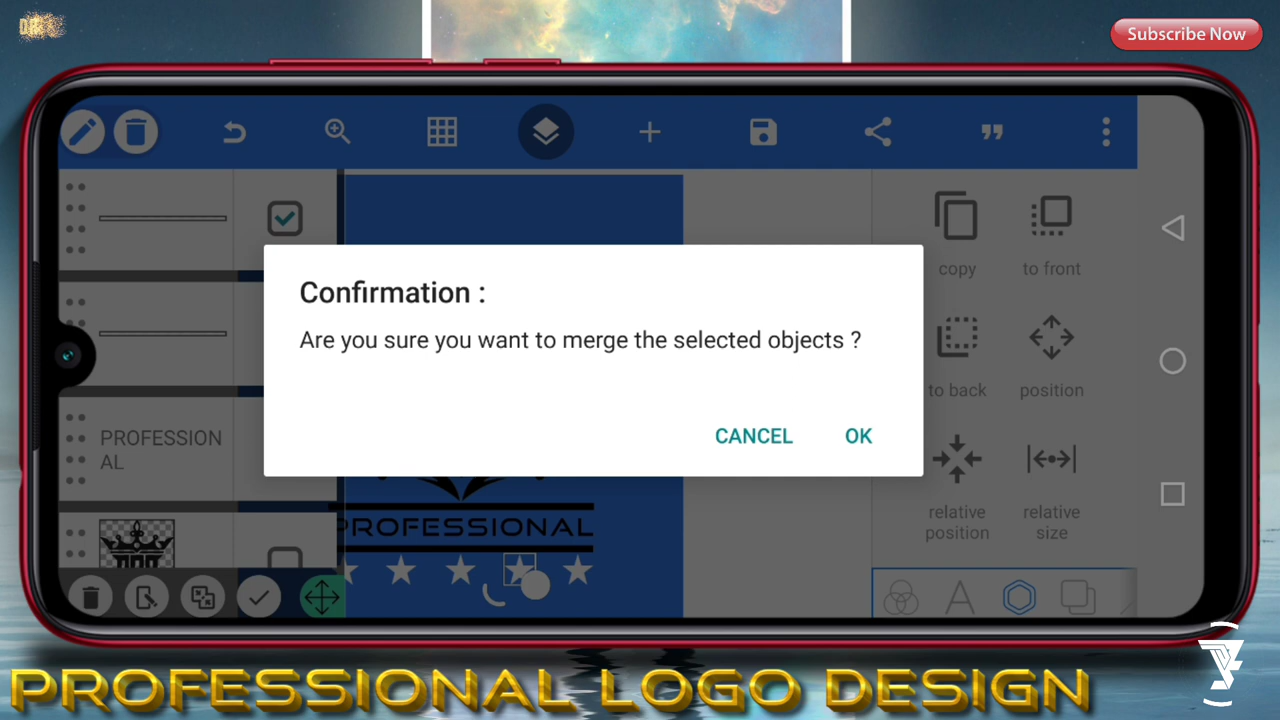 Subscribe Now
copy
to front
Confirmation :
Are you sure you want to merge the selected objects ?
to back
position
CANCEL
OK
PROFESSION
AL
relative
position
relative
size
PROFESSIONAL
PROFESSIONAL LOGO DESIGN